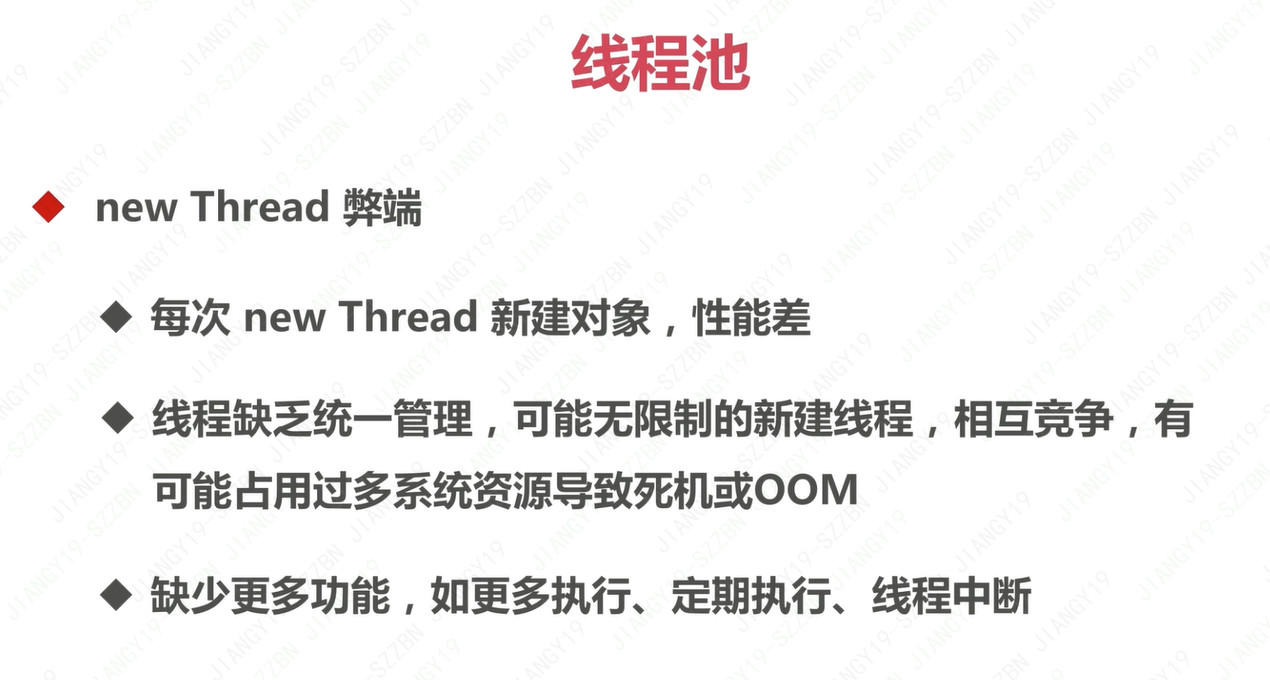 线程池
new Thread 弊端
每次 new Thread 新建对象，性能差
线程缺乏统一管理，可能无限制的新建线程，相互竞争，有
可能占用过多系统资源导致死机或OOM
缺少更多功能，如更多执行、定期执行、线程中断
JIANGY19-SZZBN